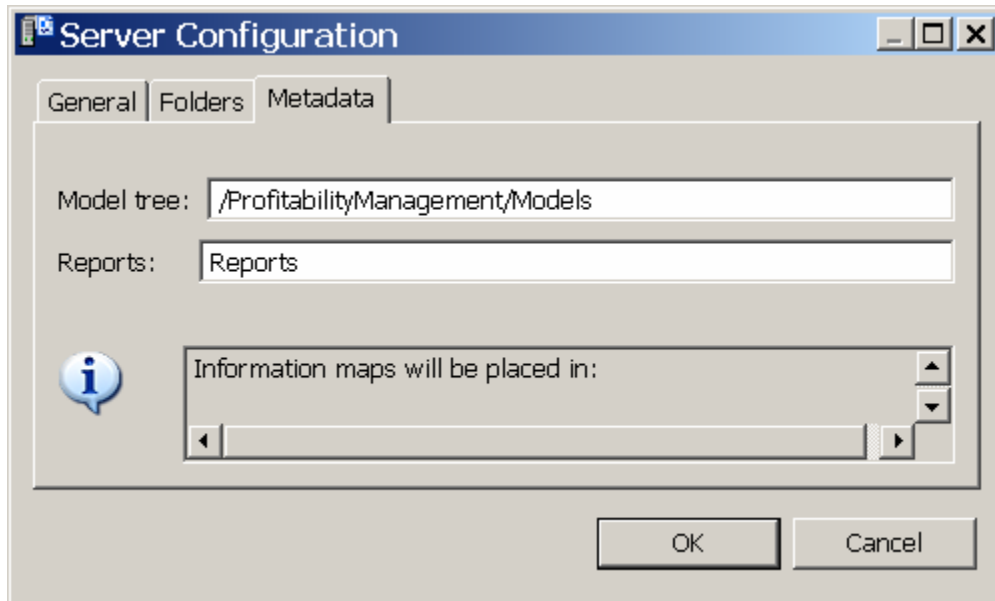 Server Configuration
General Folders Metadata
Model tree: /ProfitabilityManagement/Models
Reports: Reports
Information maps will be placed in:
OK Cancel